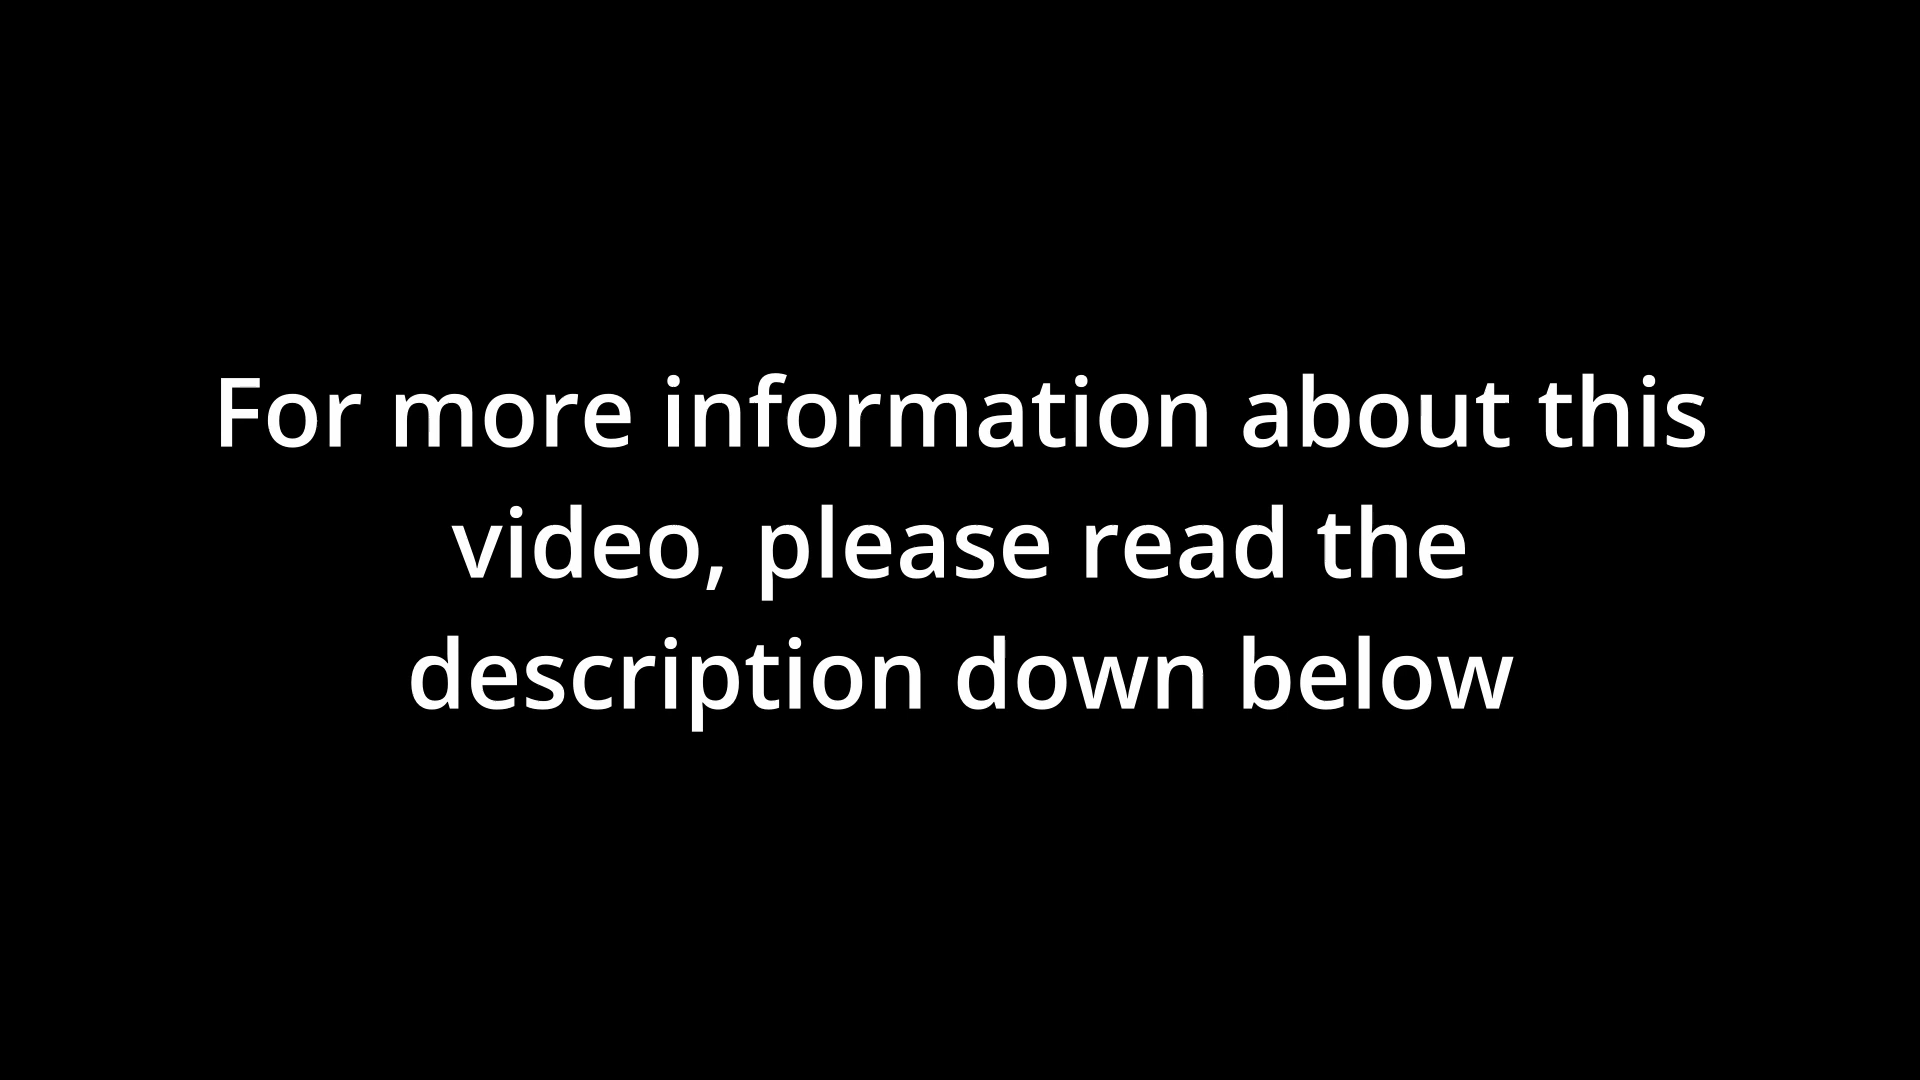 For more information about this
video, please read the
description down below